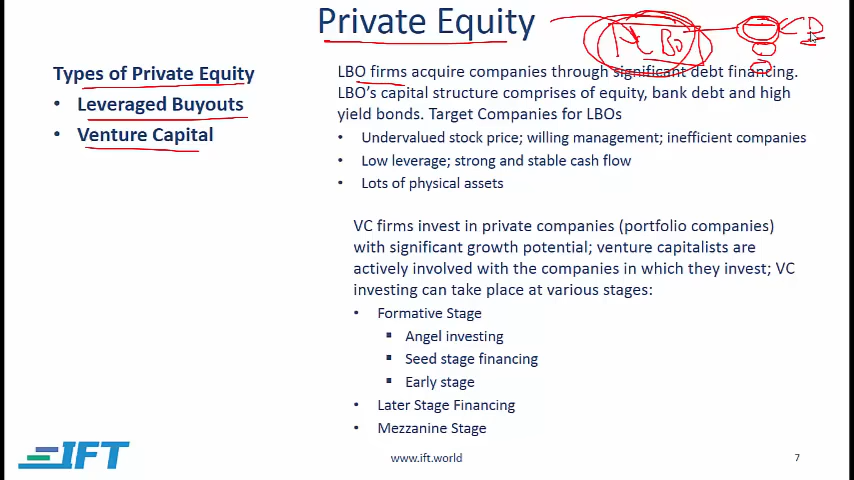 Private Equity
Types of Private Equity
• Leveraged Buyouts
• Venture Capital
LBO firms acquire companies through significant debt financing.
LBO's capital structure comprises of equity, bank debt and high
yield bonds. Target Companies for LBOs
• Undervalued stock price; willing management; inefficient companies
• Low leverage; strong and stable cash flow
• Lots of physical assets
VC firms invest in private companies (portfolio companies)
with significant growth potential; venture capitalists are
actively involved with the companies in which they invest; VC
investing can take place at various stages:
• Formative Stage
▪ Angel investing
▪ Seed stage financing
▪ Early stage
• Later Stage Financing
• Mezzanine Stage
IFT
www.ift.world
7